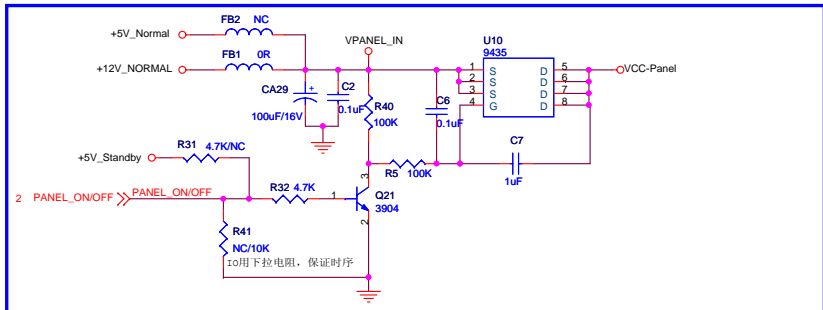 FB2 NC
+5V_Normal
VPANEL_IN
U10
9435
FB1 0R
+12V_NORMAL
1 S D 5
2 S D 6
3 S D 7
4 G D 8
VCC-Panel
CA29
+
100uF/16V
C2
0.1uF
R40
100K
C6
0.1uF
C7
1uF
R31
4.7K/NC
+5V_Standby
R5 100K
2 PANEL_ON/OFF
PANEL_ON/OFF
R32 4.7K
1
3
2
Q21
3904
R41
NC/10K
IO用下拉电阻，保证时序